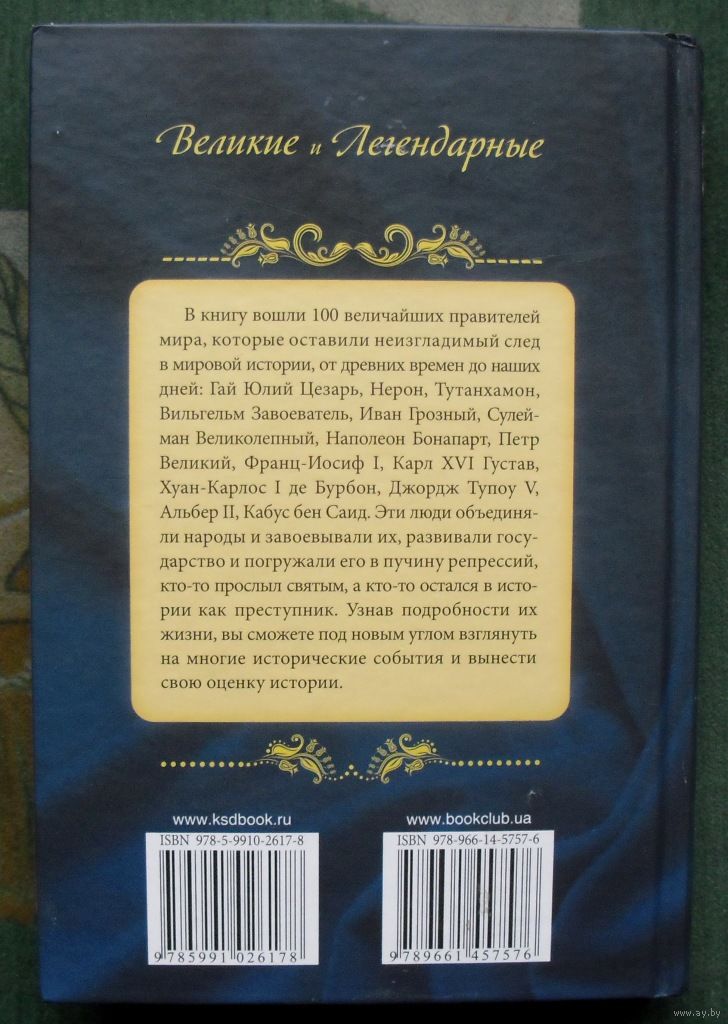 Великие и Легендарные
В книгу вошли 100 величайших правителей
мира, которые оставили неизгладимый след
в мировой истории, от древних времен до наших
дней: Гай Юлий Цезарь, Нерон, Тутанхамон,
Вильгельм Завоеватель, Иван Грозный, Сулей-
ман Великолепный, Наполеон Бонапарт, Петр
Великий, Франц-Иосиф I, Карл XVI Густав,
Хуан-Карлос I де Бурбон, Джордж Тупоу V,
Альбер II, Кабус бен Саид. Эти люди объединя-
ли народы и завоевывали их, развивали госу-
дарство и погружали его в пучину репрессий,
кто-то прослыл святым, а кто-то остался в исто-
рии как преступник. Узнав подробности их
жизни, вы сможете под новым углом взглянуть
на многие исторические события и вынести
свою оценку истории.
www.ksdbook.ru
ISBN 978-5-9910-2617-8
9 785991 026178
www.bookclub.ua
ISBN 978-966-14-5757-6
9 789661 457576
www.ay.by